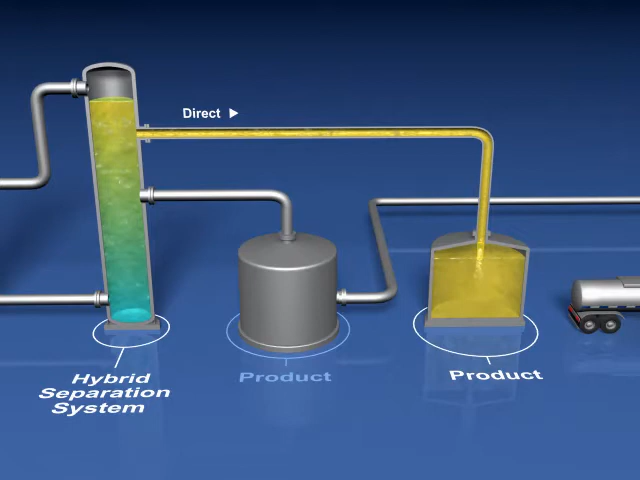 Direct ▶
Hybrid
Separation
System
Product
Product